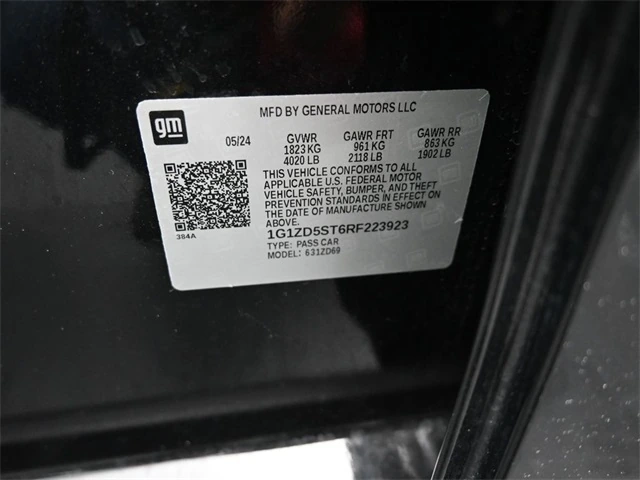 gm
MFD BY GENERAL MOTORS LLC
05/24
GVWR GAWR FRT GAWR RR
1823 KG 961 KG 863 KG
4020 LB 2118 LB 1902 LB
THIS VEHICLE CONFORMS TO ALL
APPLICABLE U.S. FEDERAL MOTOR
VEHICLE SAFETY, BUMPER, AND THEFT
PREVENTION STANDARDS IN EFFECT ON
THE DATE OF MANUFACTURE SHOWN
ABOVE.
384A
1G1ZD5ST6RF223923
TYPE: PASS CAR
MODEL: 631ZD69